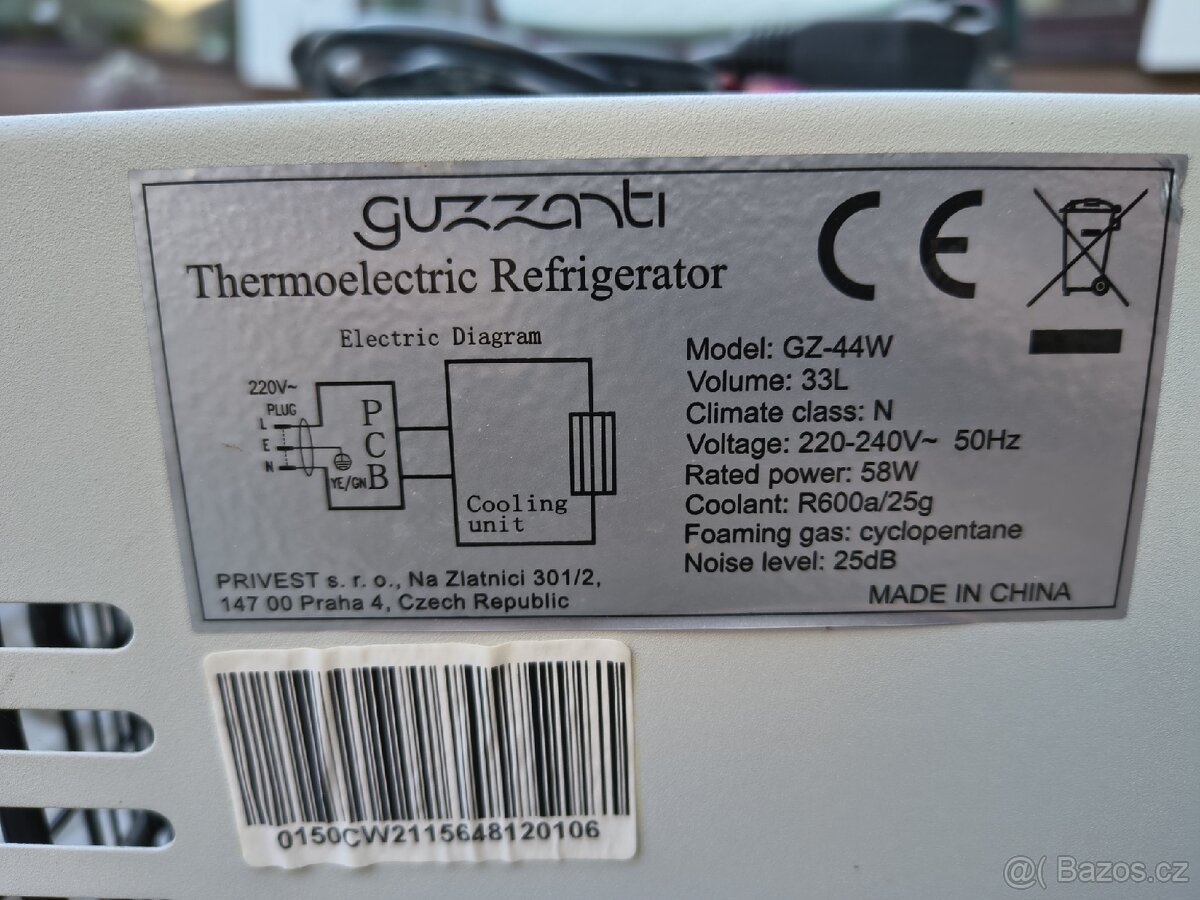 guzzanti
Thermoelectric Refrigerator
Electric Diagram
220V~
PLUG
L
E
N
YE/GN
P
C
B
Cooling
unit
Model: GZ-44W
Volume: 33L
Climate class: N
Voltage: 220-240V~ 50Hz
Rated power: 58W
Coolant: R600a/25g
Foaming gas: cyclopentane
Noise level: 25dB
PRIVEST s. r. o., Na Zlatnici 301/2,
147 00 Praha 4, Czech Republic
MADE IN CHINA
CE
0150CW2115648120106
@( Bazos.cz